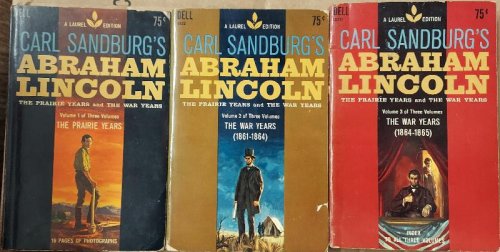 DELL
A LAUREL EDITION
75¢
CARL SANDBURG'S
ABRAHAM
LINCOLN
THE PRAIRIE YEARS and THE WAR YEARS
Volume 1 of Three Volumes
THE PRAIRIE YEARS
16 PAGES OF PHOTOGRAPHS
DELL
A LAUREL EDITION
75¢
CARL SANDBURG'S
ABRAHAM
LINCOLN
THE PRAIRIE YEARS and THE WAR YEARS
Volume 2 of Three Volumes
THE WAR YEARS
(1861-1864)
DELL
A LAUREL EDITION
75¢
CARL SANDBURG'S
ABRAHAM
LINCOLN
THE PRAIRIE YEARS and THE WAR YEARS
Volume 3 of Three Volumes
THE WAR YEARS
(1864-1865)
INDEX
TO ALL THREE VOLUMES